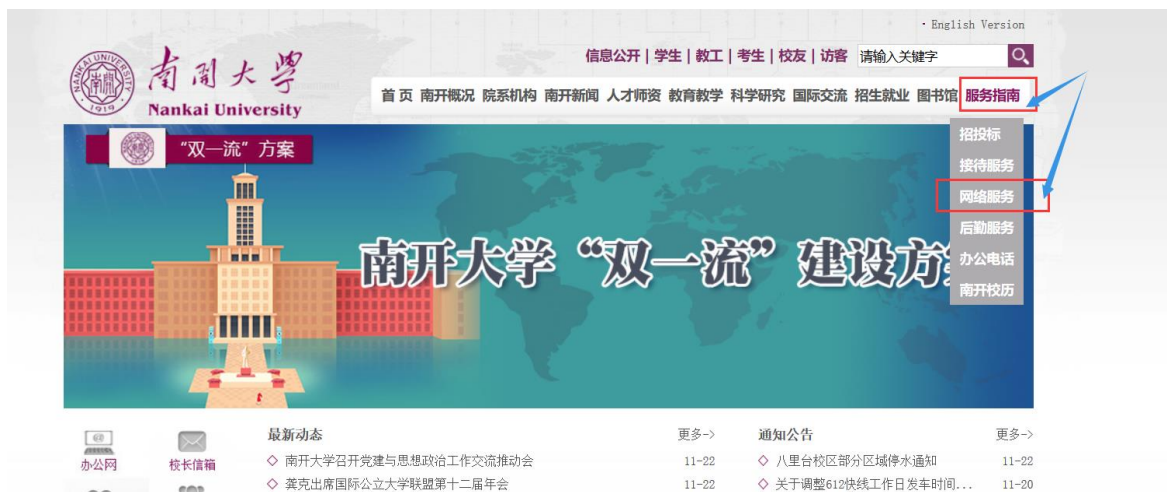 · English Version
信息公开 | 学生 | 教工 | 考生 | 校友 | 访客 请输入关键字
NANKAI UNIVERSITY
南開
1919
南開大學
Nankai University
首页 南开概况 院系机构 南开新闻 人才师资 教育教学 科学研究 国际交流 招生就业 图书馆 服务指南
“双一流”方案
招投标
接待服务
网络服务
后勤服务
办公电话
南开校历
南开大学“双一流”建设方
最新动态 更多->
通知公告 更多->
办公网 校长信箱
◇ 南开大学召开党建与思想政治工作交流推动会 11-22
◇ 八里台校区部分区域停水通知 11-22
◇ 龚克出席国际公立大学联盟第十二届年会 11-22
◇ 关于调整612快线工作日发车时间... 11-20